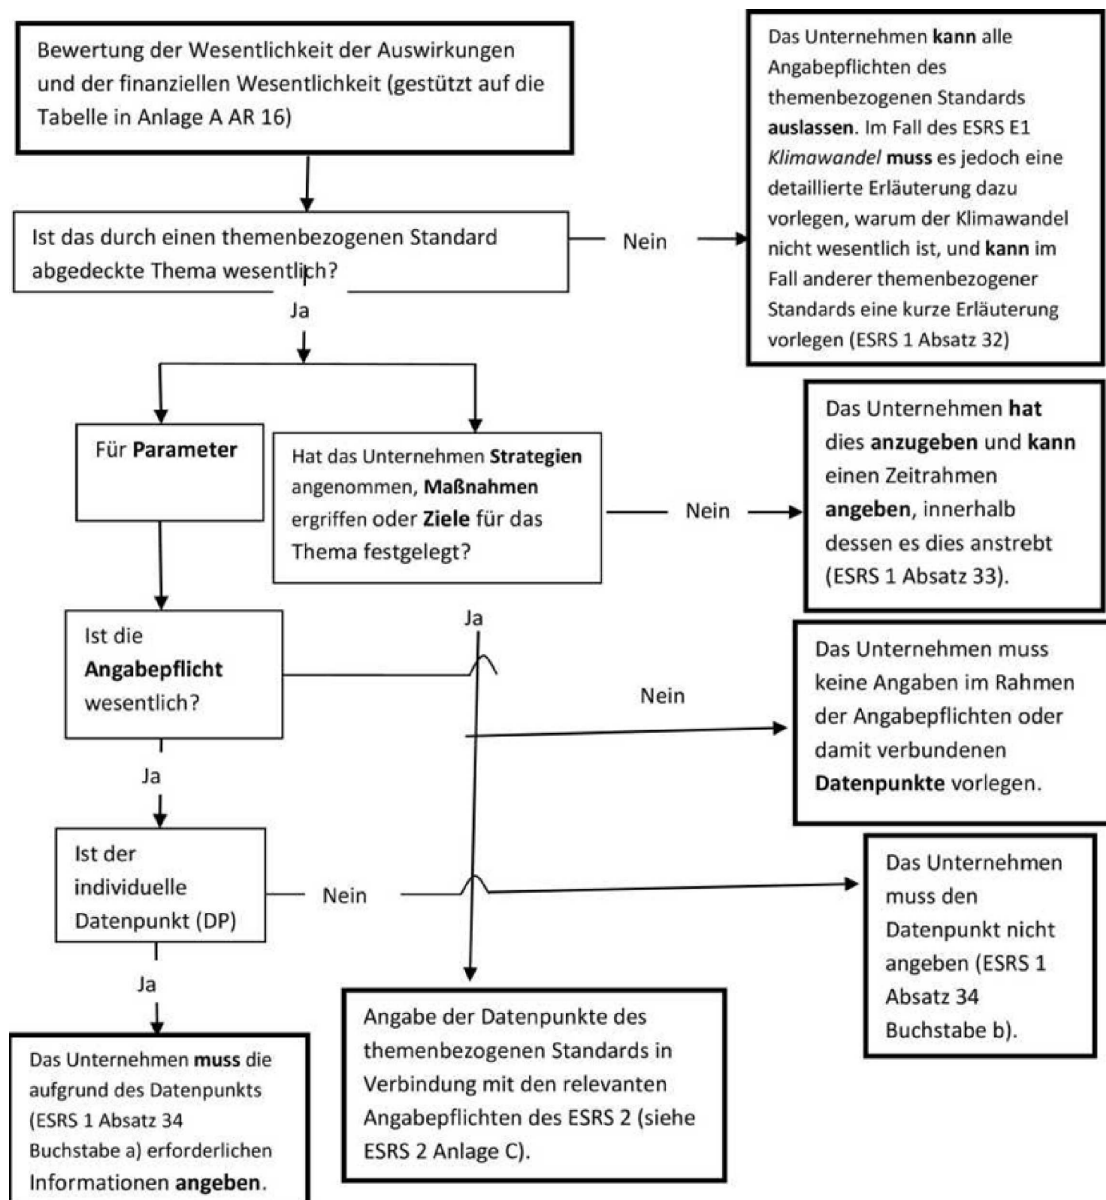 Bewertung der Wesentlichkeit der Auswirkungen
und der finanziellen Wesentlichkeit (gestützt auf die
Tabelle in Anlage A AR 16)
Das Unternehmen kann alle
Angabepflichten des
themenbezogenen Standards
auslassen. Im Fall des ESRS E1
Klimawandel muss es jedoch eine
detaillierte Erläuterung dazu
vorlegen, warum der Klimawandel
nicht wesentlich ist, und kann im
Fall anderer themenbezogener
Standards eine kurze Erläuterung
vorlegen (ESRS 1 Absatz 32)
Ist das durch einen themenbezogenen Standard
abgedeckte Thema wesentlich?
Nein
Ja
Für Parameter
Hat das Unternehmen Strategien
angenommen, Maßnahmen
ergriffen oder Ziele für das
Thema festgelegt?
Nein
Das Unternehmen hat
dies anzugeben und kann
einen Zeitrahmen
angeben, innerhalb
dessen es dies anstrebt
(ESRS 1 Absatz 33).
Ja
Ist die
Angabepflicht
wesentlich?
Nein
Das Unternehmen muss
keine Angaben im Rahmen
der Angabepflichten oder
damit verbundenen
Datenpunkte vorlegen.
Ja
Ist der
individuelle
Datenpunkt (DP)
Nein
Das Unternehmen
muss den
Datenpunkt nicht
angeben (ESRS 1
Absatz 34
Buchstabe b).
Ja
Das Unternehmen muss die
aufgrund des Datenpunkts
(ESRS 1 Absatz 34
Buchstabe a) erforderlichen
Informationen angeben.
Angabe der Datenpunkte des
themenbezogenen Standards in
Verbindung mit den relevanten
Angabepflichten des ESRS 2 (siehe
ESRS 2 Anlage C).